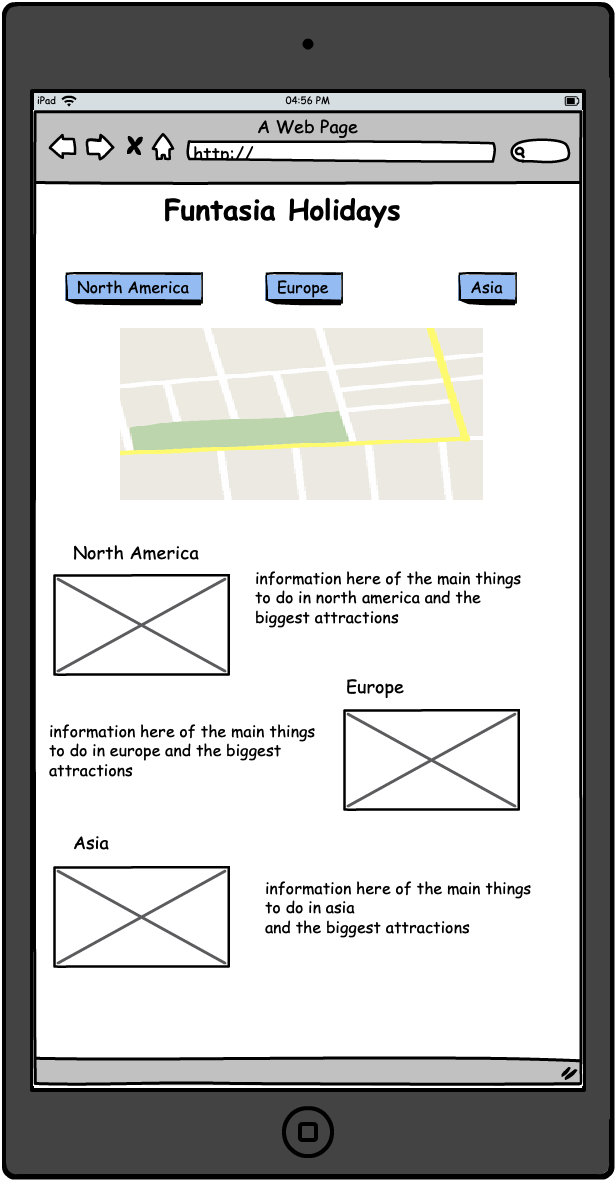 iPad 04:56 PM
A Web Page
http://
Funtasia Holidays
North America Europe Asia
North America
information here of the main things
to do in north america and the
biggest attractions
Europe
information here of the main things
to do in europe and the biggest
attractions
Asia
information here of the main things
to do in asia
and the biggest attractions